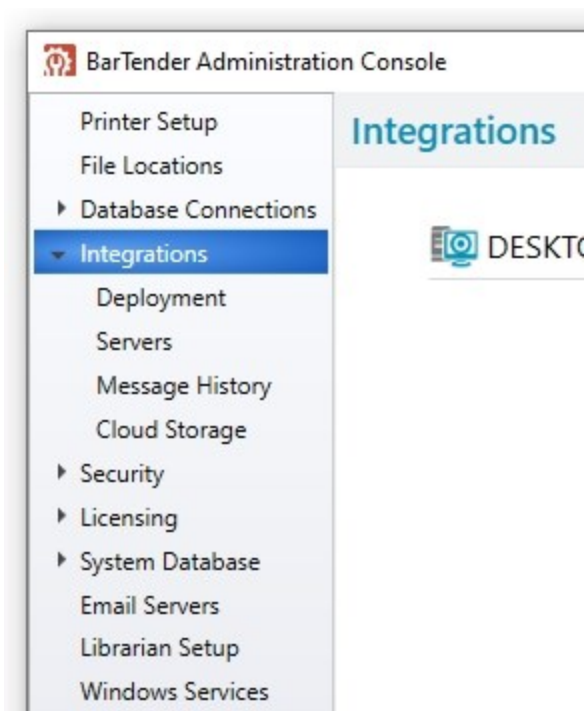 BarTender Administration Console
Printer Setup
File Locations
Database Connections
Integrations
Deployment
Servers
Message History
Cloud Storage
Security
Licensing
System Database
Email Servers
Librarian Setup
Windows Services
Integrations